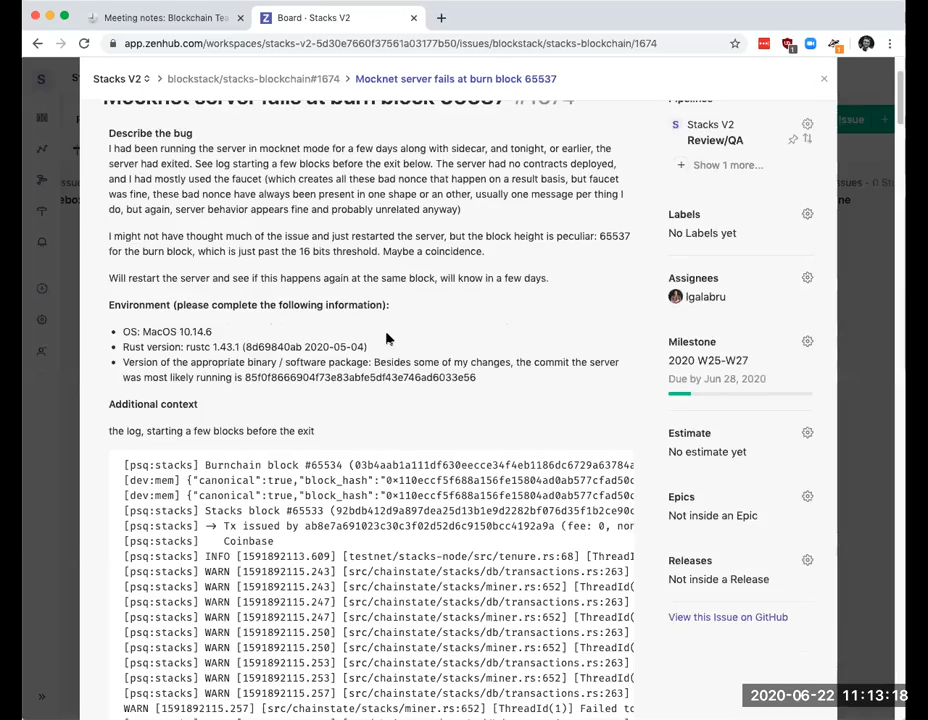 Meeting notes: Blockchain Tea
Board · Stacks V2
app.zenhub.com/workspaces/stacks-v2-5d30e7660f37561a03177b50/issues/blockstack/stacks-blockchain/1674
Stacks V2
blockstack/stacks-blockchain#1674
Mocknet server fails at burn block 65537
Mocknet server fails at burn block 65537 #1674
Describe the bug
I had been running the server in mocknet mode for a few days along with sidecar, and tonight, or earlier, the
server had exited. See log starting a few blocks before the exit below. The server had no contracts deployed,
and I had mostly used the faucet (which creates all these bad nonce that happen on a result basis, but faucet
was fine, these bad nonce have always been present in one shape or an other, usually one message per thing I
do, but again, server behavior appears fine and probably unrelated anyway)
I might not have thought much of the issue and just restarted the server, but the block height is peculiar: 65537
for the burn block, which is just past the 16 bits threshold. Maybe a coincidence.
Will restart the server and see if this happens again at the same block, will know in a few days.
Environment (please complete the following information):
• OS: MacOS 10.14.6
• Rust version: rustc 1.43.1 (8d69840ab 2020-05-04)
• Version of the appropriate binary / software package: Besides some of my changes, the commit the server
was most likely running is 85f0f8666904f73e83abfe5df43e746ad6033e56
Additional context
the log, starting a few blocks before the exit
[psq:stacks] Burnchain block #65534 (03b4aab1a111df630eecce34f4eb1186dc6729a63784a
[dev:mem] {"canonical":true,"block_hash":"0×110eccf5f688a156fe15804ad0ab577cfad50c
[dev:mem] {"canonical":true,"block_hash":"0×110eccf5f688a156fe15804ad0ab577cfad50c
[psq:stacks] Stacks block #65533 (92bdb412d9a897dea25d13b1e9d2282bf076d35f1b2ce90c
[psq:stacks] → Tx issued by ab8e7a691023c30c3f02d52d6c9150bcc4192a9a (fee: 0, non
[psq:stacks]    Coinbase
[psq:stacks] INFO [1591892113.609] [testnet/stacks-node/src/tenure.rs:68] [ThreadI
[psq:stacks] WARN [1591892115.243] [src/chainstate/stacks/db/transactions.rs:263]
[psq:stacks] WARN [1591892115.243] [src/chainstate/stacks/miner.rs:652] [ThreadId(
[psq:stacks] WARN [1591892115.247] [src/chainstate/stacks/db/transactions.rs:263]
[psq:stacks] WARN [1591892115.247] [src/chainstate/stacks/miner.rs:652] [ThreadId(
[psq:stacks] WARN [1591892115.250] [src/chainstate/stacks/db/transactions.rs:263]
[psq:stacks] WARN [1591892115.250] [src/chainstate/stacks/miner.rs:652] [ThreadId(
[psq:stacks] WARN [1591892115.253] [src/chainstate/stacks/db/transactions.rs:263]
[psq:stacks] WARN [1591892115.253] [src/chainstate/stacks/miner.rs:652] [ThreadId(
[psq:stacks] WARN [1591892115.257] [src/chainstate/stacks/db/transactions.rs:263]
WARN [1591892115.257] [src/chainstate/stacks/miner.rs:652] [ThreadId(1)] Failed to
Pipelines
S Stacks V2
Review/QA
+ Show 1 more...
Labels
No Labels yet
Assignees
lgalabru
Milestone
2020 W25-W27
Due by Jun 28, 2020
Estimate
No estimate yet
Epics
Not inside an Epic
Releases
Not inside a Release
View this Issue on GitHub
2020-06-22 11:13:18